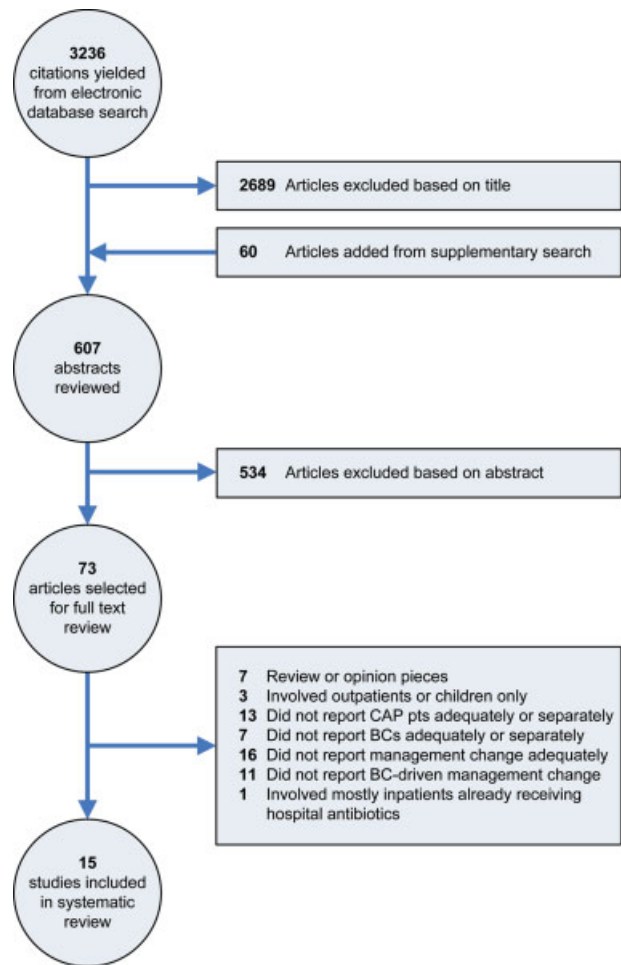 3236
citations yielded
from electronic
database search
2689 Articles excluded based on title
60 Articles added from supplementary search
607
abstracts
reviewed
534 Articles excluded based on abstract
73
articles selected
for full text
review
7 Review or opinion pieces
3 Involved outpatients or children only
13 Did not report CAP pts adequately or separately
7 Did not report BCs adequately or separately
16 Did not report management change adequately
11 Did not report BC-driven management change
1 Involved mostly inpatients already receiving
hospital antibiotics
15
studies included
in systematic
review